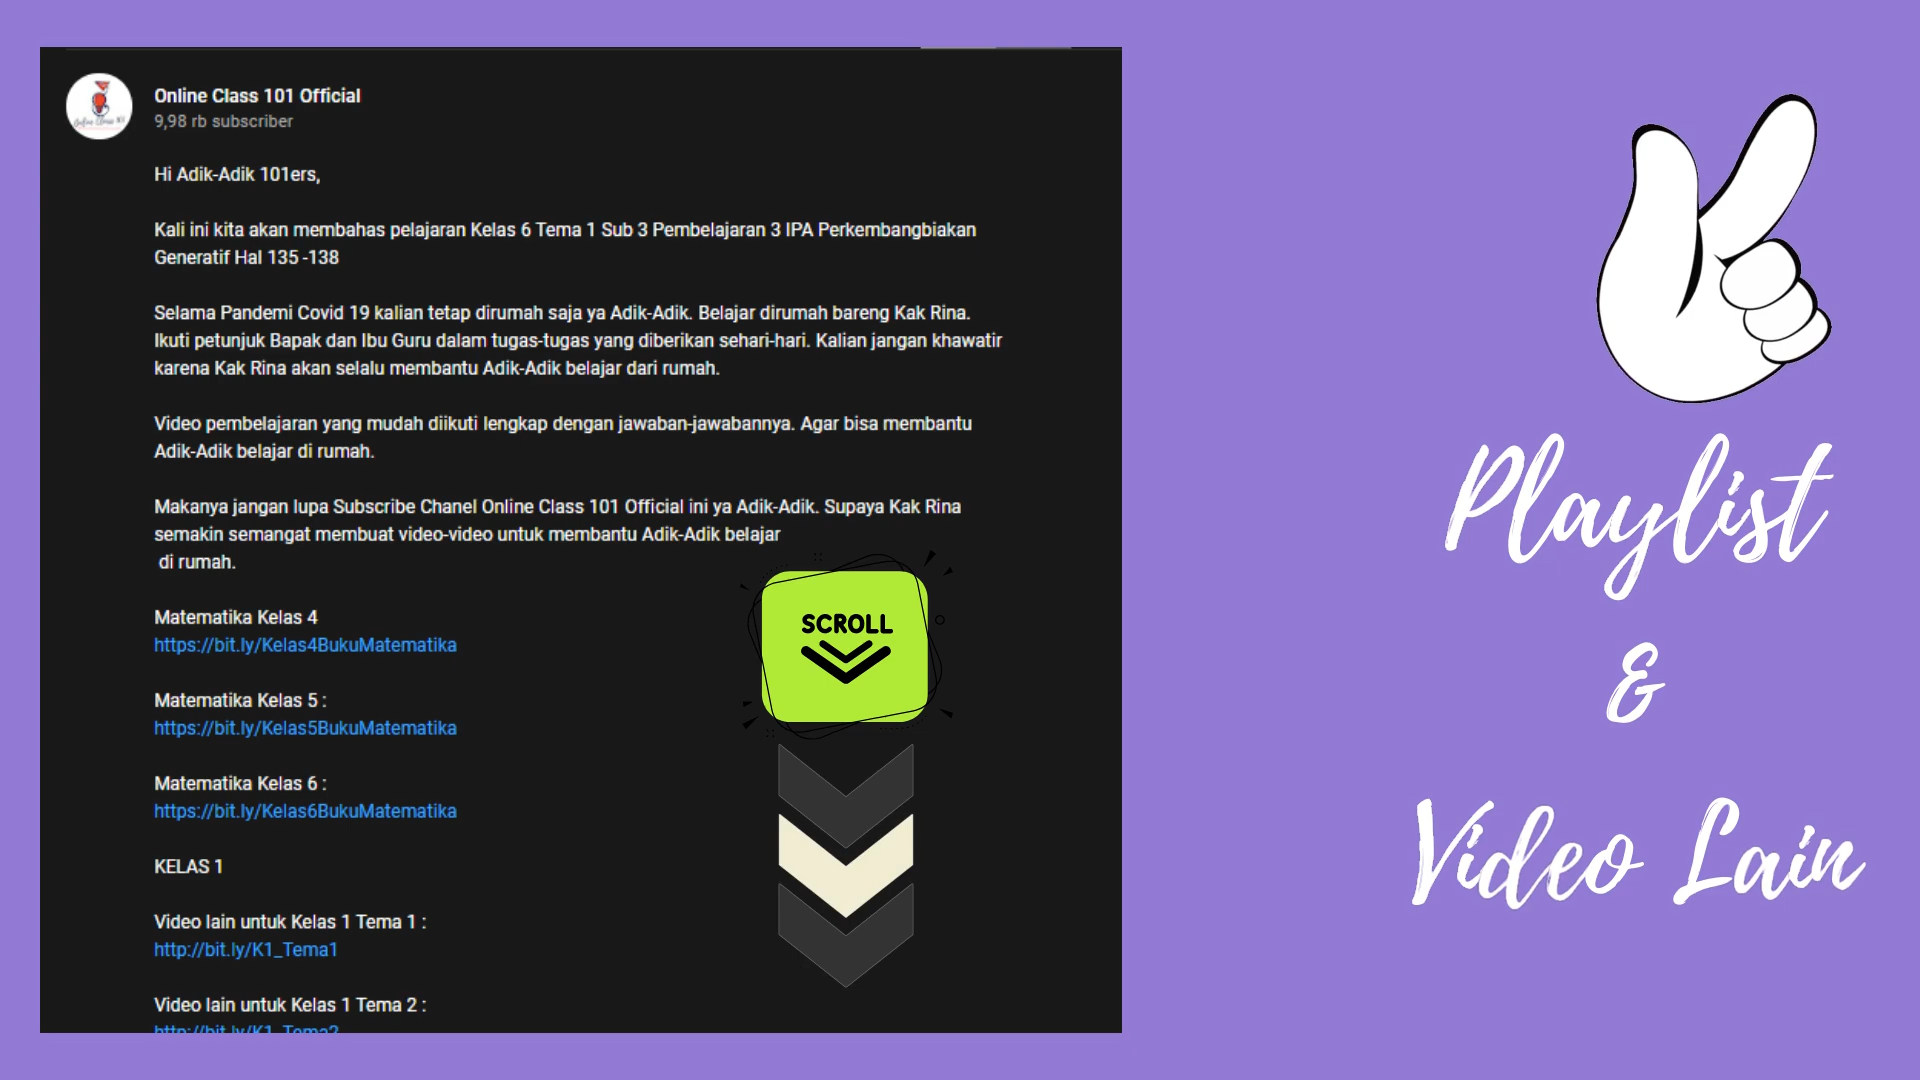 Online Class 101 Official
9,98 rb subscriber
Hi Adik-Adik 101ers,
Kali ini kita akan membahas pelajaran Kelas 6 Tema 1 Sub 3 Pembelajaran 3 IPA Perkembangbiakan
Generatif Hal 135 -138
Selama Pandemi Covid 19 kalian tetap dirumah saja ya Adik-Adik. Belajar dirumah bareng Kak Rina.
Ikuti petunjuk Bapak dan Ibu Guru dalam tugas-tugas yang diberikan sehari-hari. Kalian jangan khawatir
karena Kak Rina akan selalu membantu Adik-Adik belajar dari rumah.
Video pembelajaran yang mudah diikuti lengkap dengan jawaban-jawabannya. Agar bisa membantu
Adik-Adik belajar di rumah.
Makanya jangan lupa Subscribe Chanel Online Class 101 Official ini ya Adik-Adik. Supaya Kak Rina
semakin semangat membuat video-video untuk membantu Adik-Adik belajar
di rumah.
Matematika Kelas 4
https://bit.ly/Kelas4BukuMatematika
Matematika Kelas 5 :
https://bit.ly/Kelas5BukuMatematika
Matematika Kelas 6 :
https://bit.ly/Kelas6BukuMatematika
KELAS 1
Video lain untuk Kelas 1 Tema 1 :
http://bit.ly/K1_Tema1
Video lain untuk Kelas 1 Tema 2 :
http://bit.ly/K1_Tema2
SCROLL
Playlist
&
Video Lain